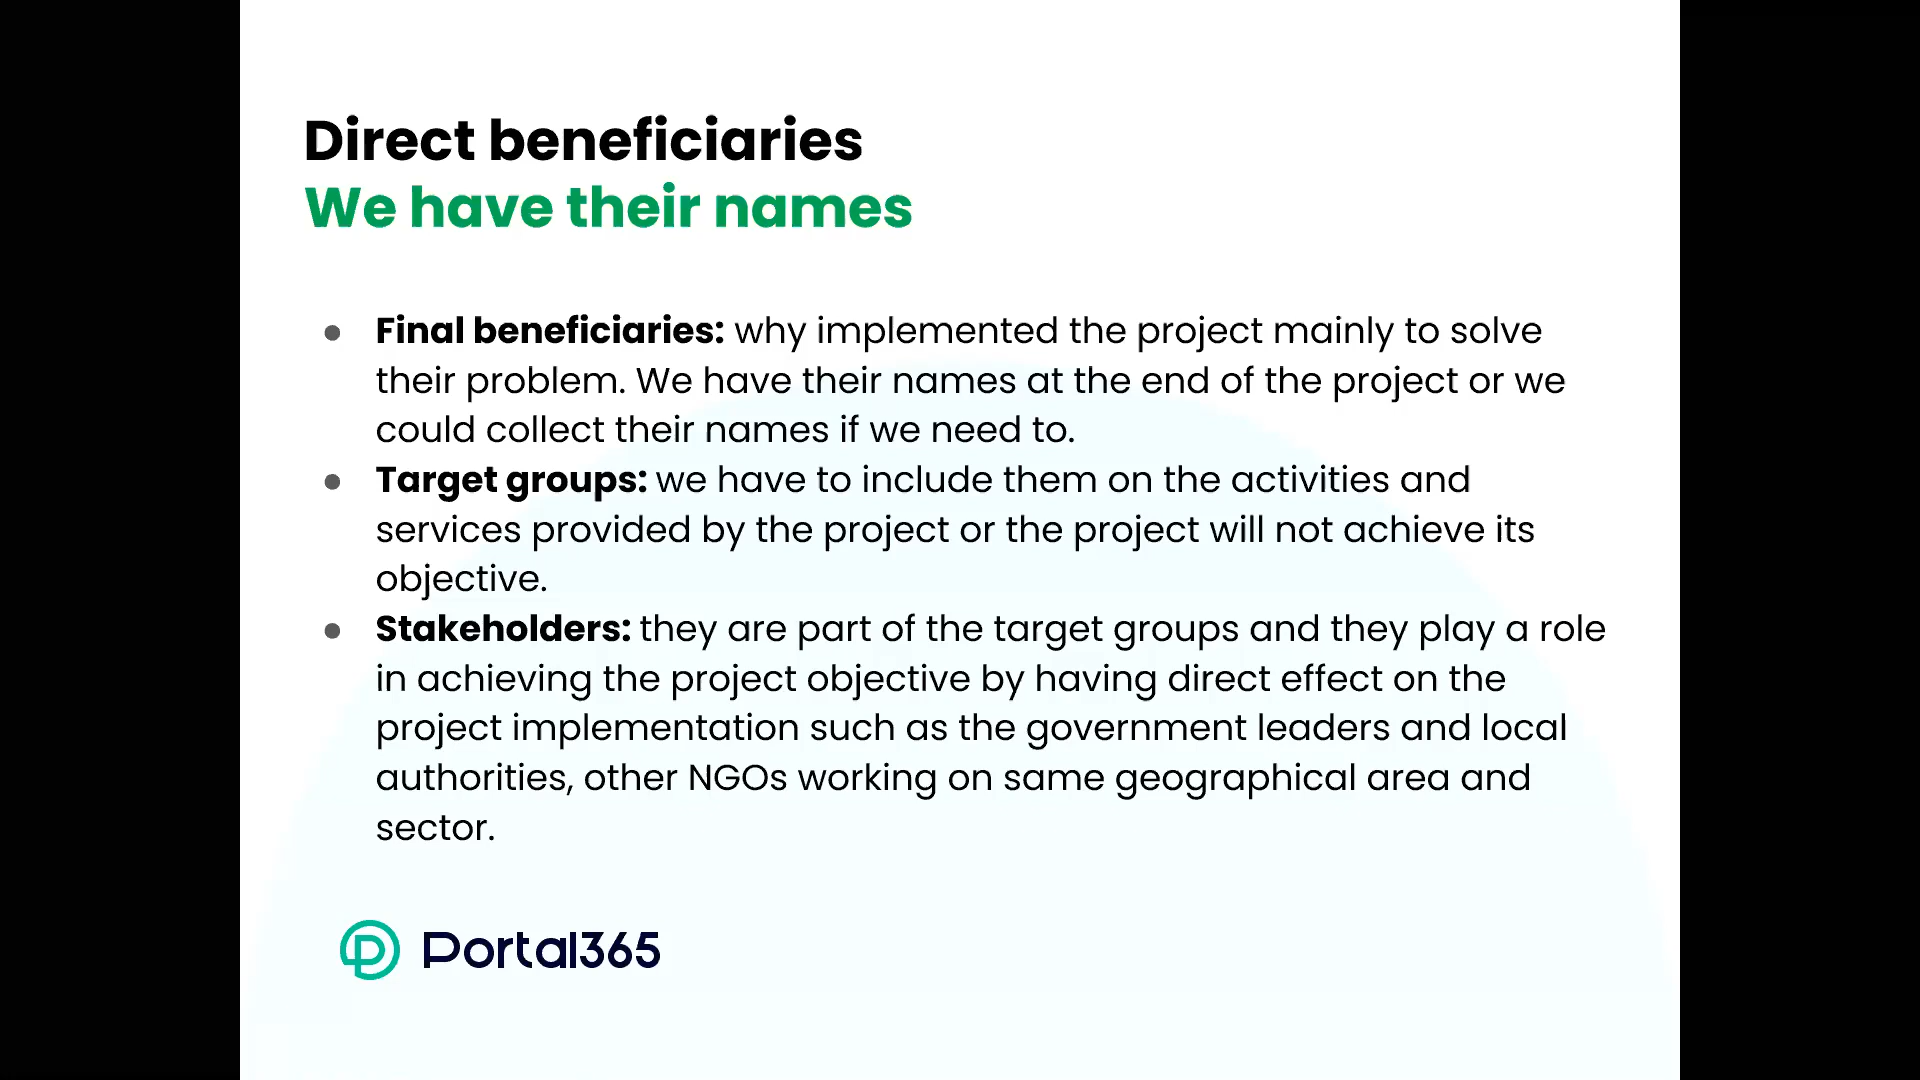 Direct beneficiaries
We have their names
● Final beneficiaries: why implemented the project mainly to solve
their problem. We have their names at the end of the project or we
could collect their names if we need to.
● Target groups: we have to include them on the activities and
services provided by the project or the project will not achieve its
objective.
● Stakeholders: they are part of the target groups and they play a role
in achieving the project objective by having direct effect on the
project implementation such as the government leaders and local
authorities, other NGOs working on same geographical area and
sector.
Portal365